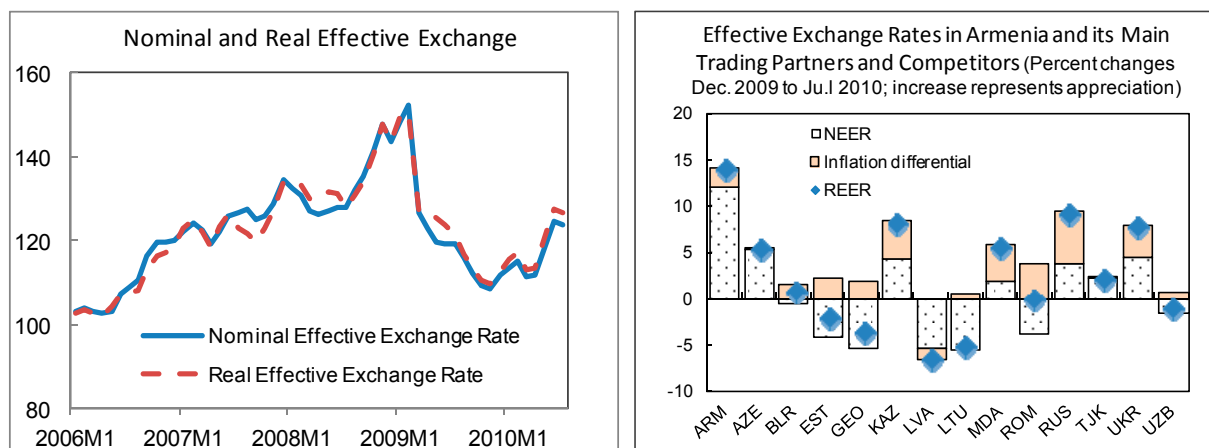 Nominal and Real Effective Exchange
160
140
120
100
80
Nominal Effective Exchange Rate
Real Effective Exchange Rate
2006M1 2007M1 2008M1 2009M1 2010M1
Effective Exchange Rates in Armenia and its Main
Trading Partners and Competitors (Percent changes
Dec. 2009 to Ju.l 2010; increase represents appreciation)
20
15
10
5
0
-5
-10
NEER
Inflation differential
REER
ARM AZE BLR EST GEO KAZ LVA LTU MDA ROM RUS TJK UKR UZB